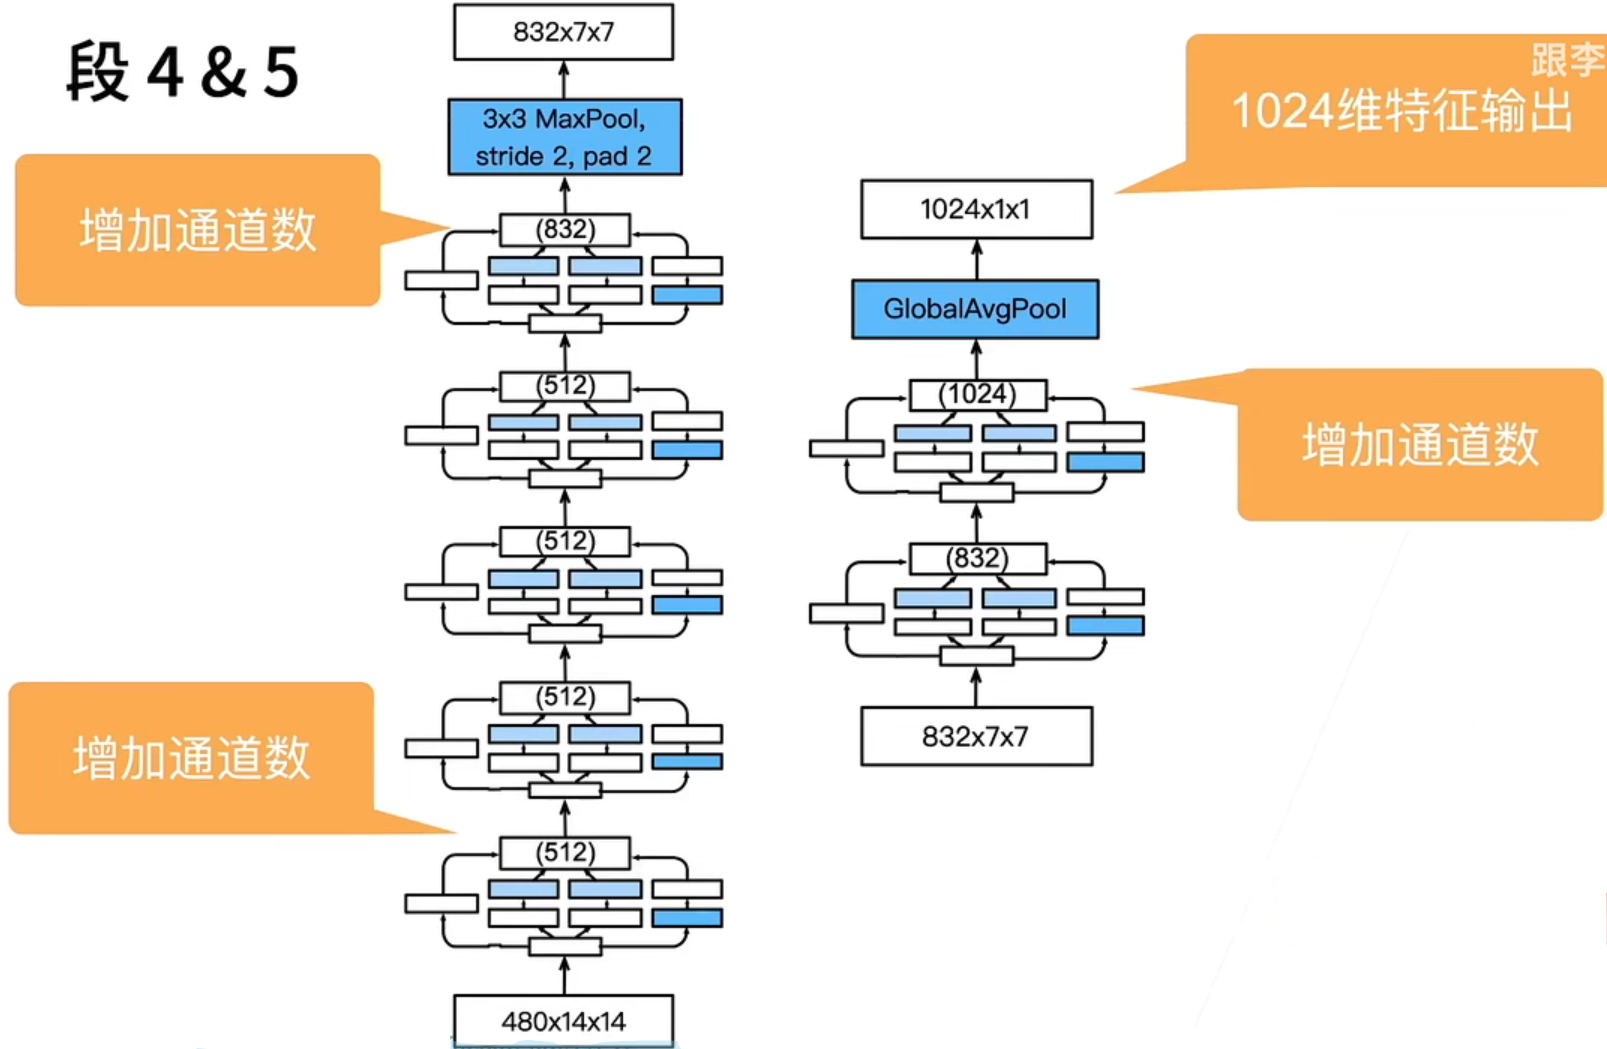 段 4 & 5
832x7x7
3x3 MaxPool,
stride 2, pad 2
增加通道数
(832)
(512)
(512)
(512)
增加通道数
(512)
480x14x14
跟李
1024维特征输出
1024x1x1
GlobalAvgPool
(1024)
增加通道数
(832)
832x7x7